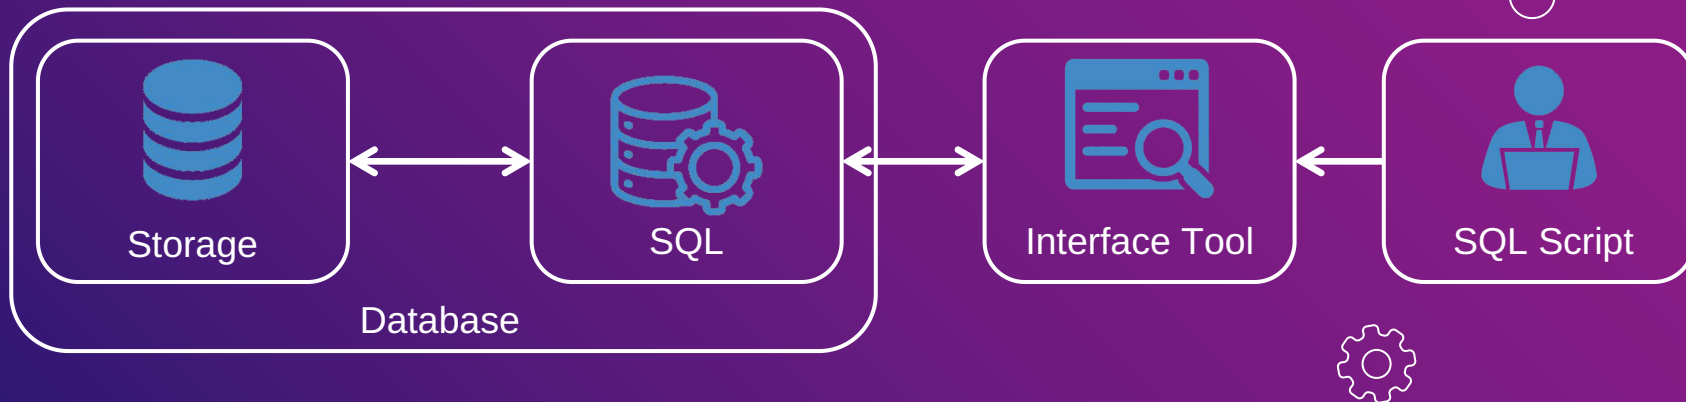 Storage
SQL
Interface Tool
SQL Script
Database